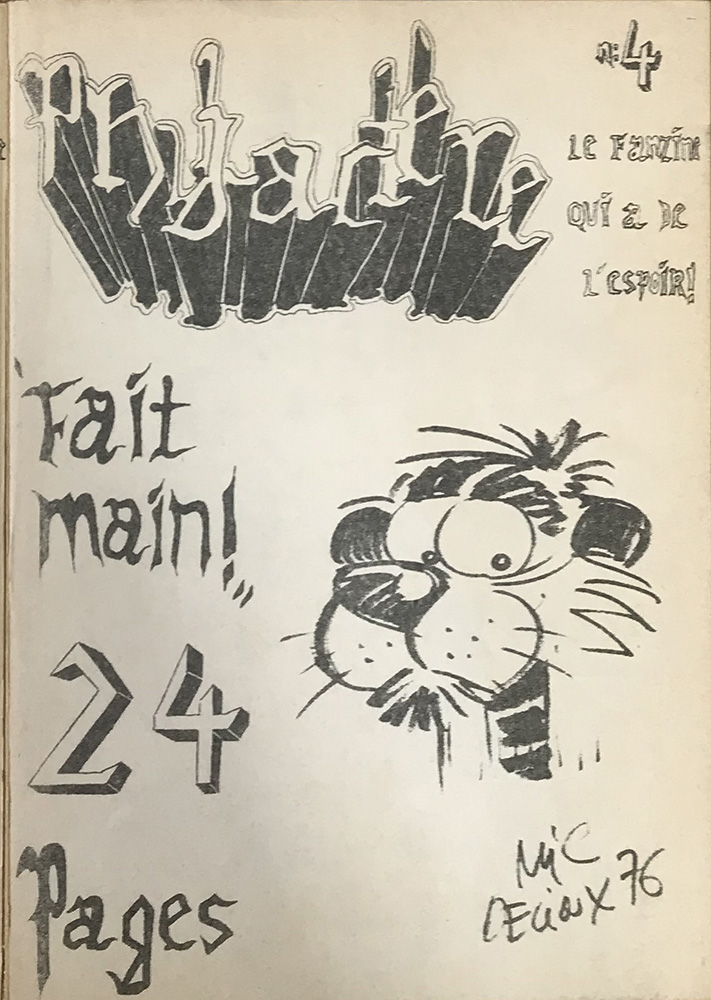 Phylactère
n°4
Le Fanzine
qui a de
l'espoir!
"Fait
main!"
24
Pages
Mic
Delinx 76